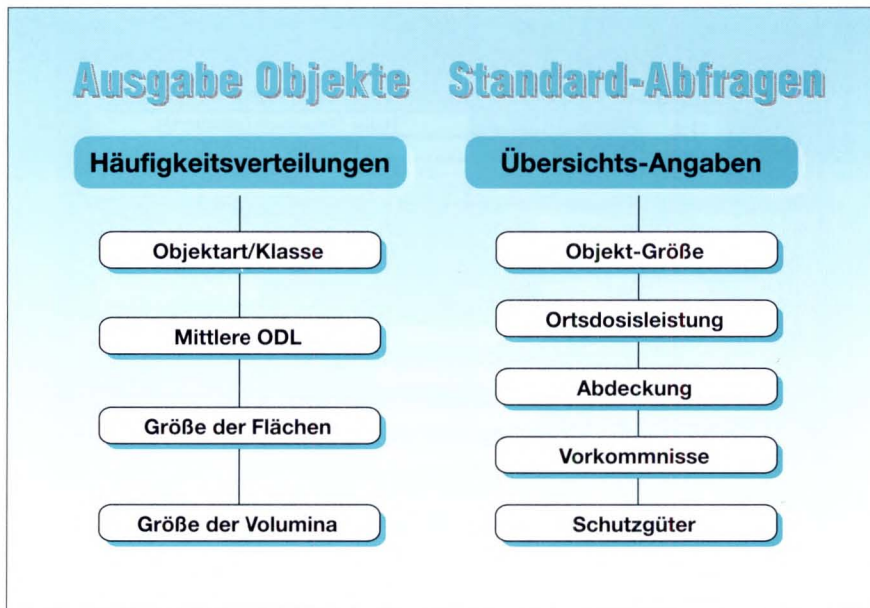 Ausgabe Objekte
Häufigkeitsverteilungen
Objektart/Klasse
Mittlere ODL
Größe der Flächen
Größe der Volumina
Standard-Abfragen
Übersichts-Angaben
Objekt-Größe
Ortsdosisleistung
Abdeckung
Vorkommnisse
Schutzgüter